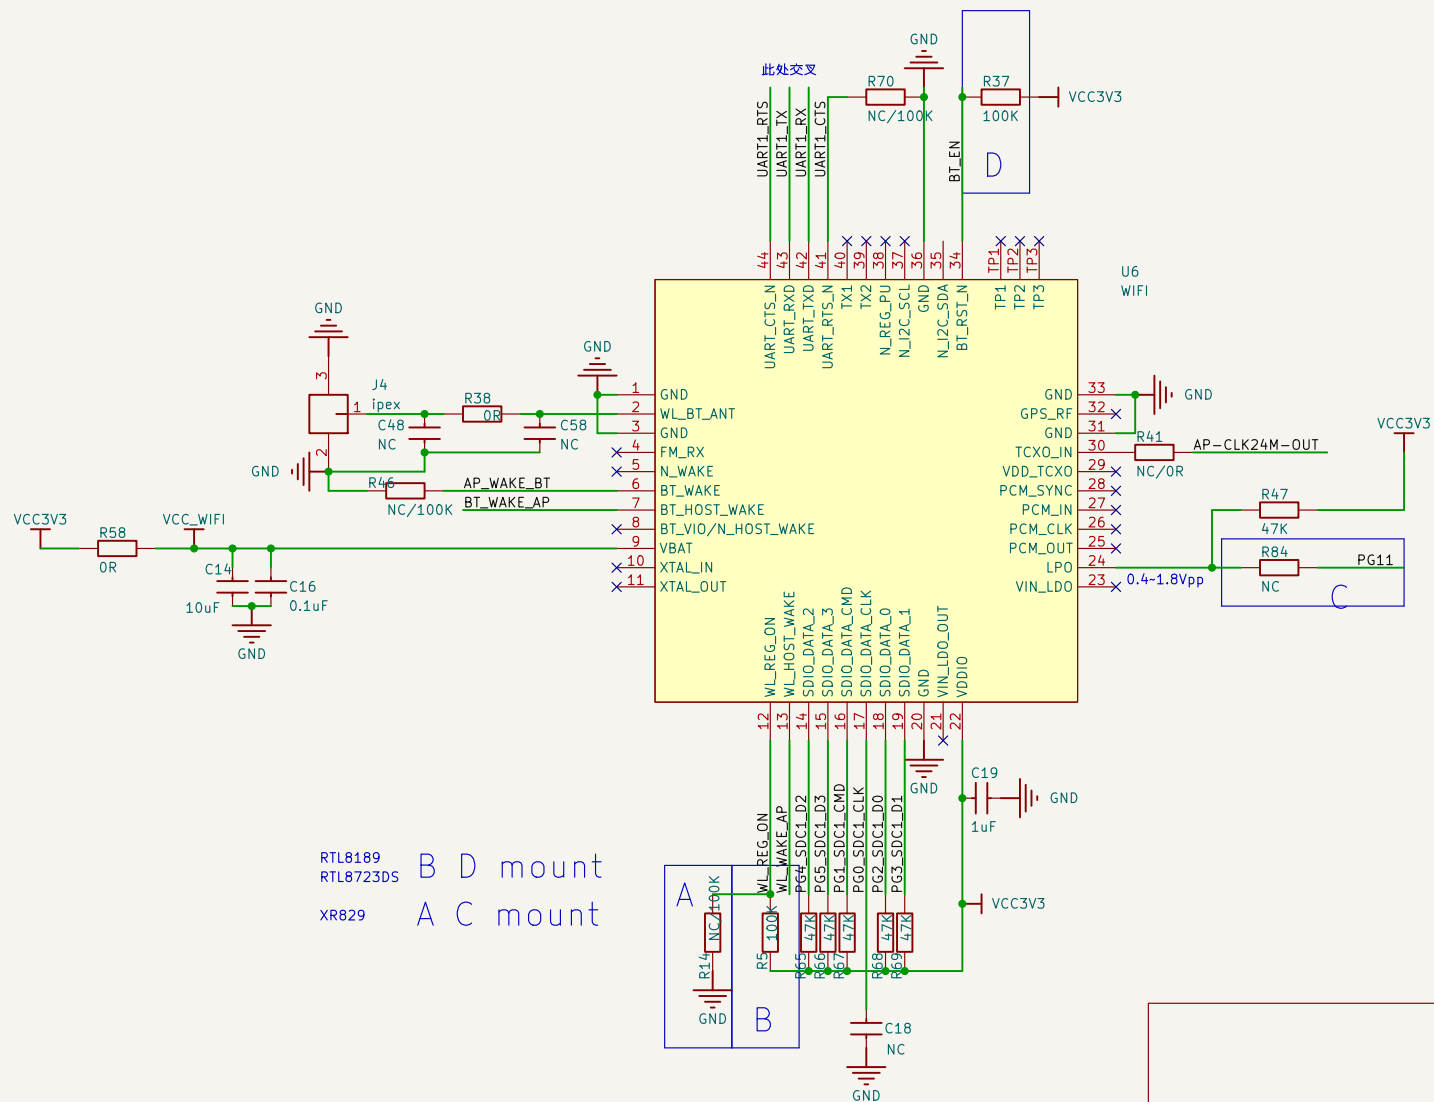 GND
此处交叉
R70
NC/100K
R37
100K
VCC3V3
D
UART1_RTS
UART1_TX
UART1_RX
UART1_CTS
BT_EN
44
43
42
41
40
39
38
37
36
35
34
TP1
TP2
TP3
U6
WIFI
UART_CTS_N
UART_RXD
UART_TXD
UART_RTS_N
TX1
TX2
N_REG_PU
N_I2C_SCL
GND
N_I2C_SDA
BT_RST_N
TP1
TP2
TP3
GND
3
J4
ipex
1
2
GND
R38
0R
C48
NC
C58
NC
GND
R46
NC/100K
AP_WAKE_BT
BT_WAKE_AP
VCC3V3
R58
0R
VCC_WIFI
C14
10uF
C16
0.1uF
GND
1 GND
2 WL_BT_ANT
3 GND
4 FM_RX
5 N_WAKE
6 BT_WAKE
7 BT_HOST_WAKE
8 BT_VIO/N_HOST_WAKE
9 VBAT
10 XTAL_IN
11 XTAL_OUT
GND 33
GPS_RF 32
GND 31
TCXO_IN 30
VDD_TCXO 29
PCM_SYNC 28
PCM_IN 27
PCM_CLK 26
PCM_OUT 25
LPO 24
VIN_LDO 23
GND
R41
NC/0R
AP-CLK24M-OUT
VCC3V3
R47
47K
R84
NC
PG11
C
0.4~1.8Vpp
WL_REG_ON
WL_HOST_WAKE
SDIO_DATA_2
SDIO_DATA_3
SDIO_DATA_CMD
SDIO_DATA_CLK
SDIO_DATA_0
SDIO_DATA_1
GND
VIN_LDO_OUT
VDDIO
12
13
14
15
16
17
18
19
20
21
22
GND
C19
1uF
GND
WL_REG_ON
WL_WAKE_AP
PG4_SDC1_D2
PG5_SDC1_D3
PG1_SDC1_CMD
PG0_SDC1_CLK
PG2_SDC1_D0
PG3_SDC1_D1
VCC3V3
RTL8189
RTL8723DS
B D mount
XR829
A C mount
A
R14
NC/100K
GND
R5
100K
B
R65
47K
R66
47K
R67
47K
R68
47K
R69
47K
C18
NC
GND